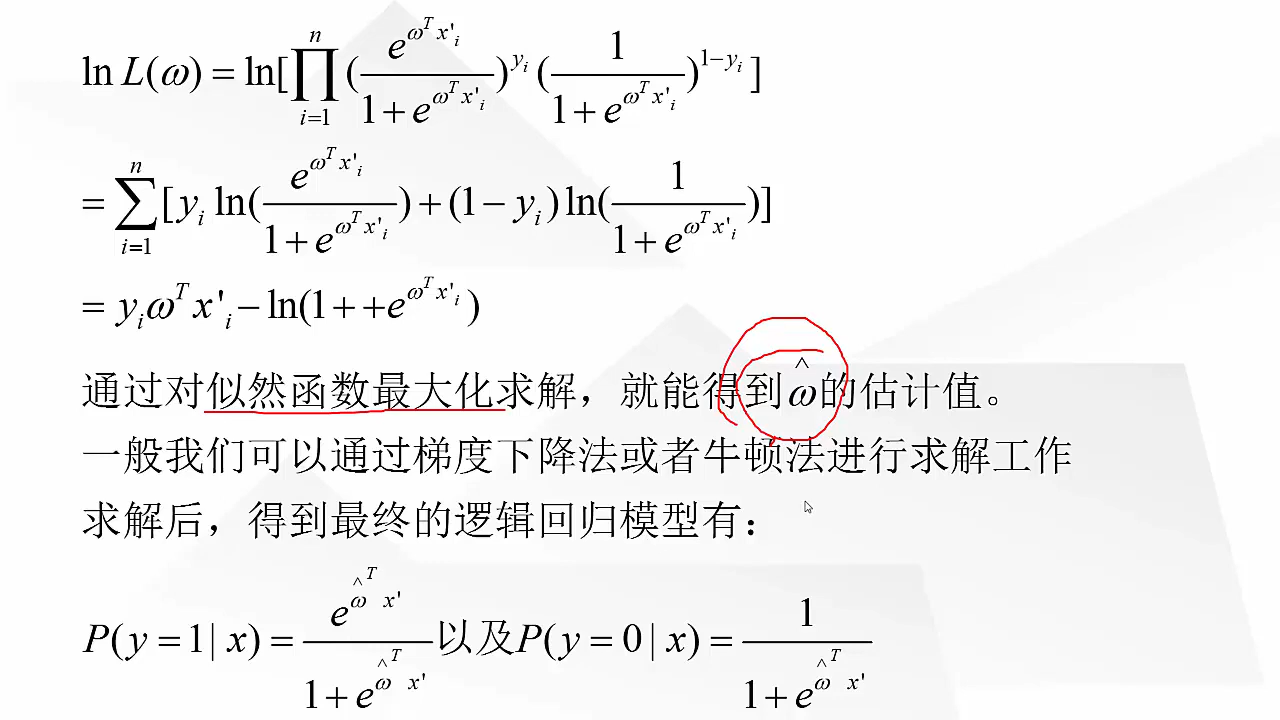 ln L(ω) = ln[∏_{i=1}^{n} (e^{ω^T x'_i} / (1 + e^{ω^T x'_i}))^{y_i} (1 / (1 + e^{ω^T x'_i}))^{1−y_i}]
= ∑_{i=1}^{n} [y_i ln(e^{ω^T x'_i} / (1 + e^{ω^T x'_i})) + (1 − y_i) ln(1 / (1 + e^{ω^T x'_i}))]
= y_i ω^T x'_i − ln(1 + +e^{ω^T x'_i})
通过对似然函数最大化求解，就能得到ω̂的估计值。
一般我们可以通过梯度下降法或者牛顿法进行求解工作
求解后，得到最终的逻辑回归模型有：
P(y = 1 | x) = e^{ω̂^T x'} / (1 + e^{ω̂^T x'}) 以及P(y = 0 | x) = 1 / (1 + e^{ω̂^T x'})